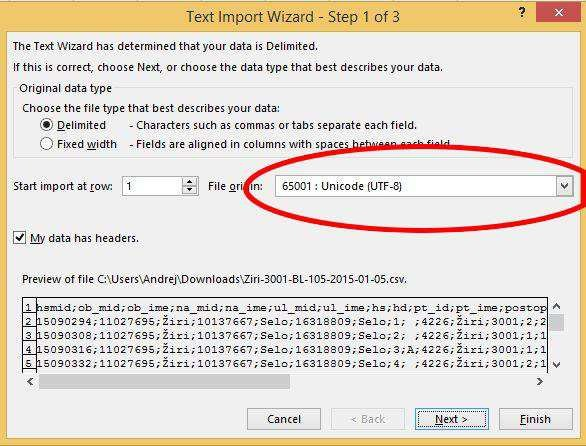 Text Import Wizard - Step 1 of 3
? ×
The Text Wizard has determined that your data is Delimited.
If this is correct, choose Next, or choose the data type that best describes your data.
Original data type
Choose the file type that best describes your data:
Delimited - Characters such as commas or tabs separate each field.
Fixed width - Fields are aligned in columns with spaces between each field.
Start import at row: 1 File origin: 65001 : Unicode (UTF-8)
My data has headers.
Preview of file C:\Users\Andrej\Downloads\Ziri-3001-BL-105-2015-01-05.csv.
1 hsmid;ob_mid;ob_ime;na_mid;na_ime;ul_mid;ul_ime;hs;hd;pt_id;pt_ime;postop
2 15090294;11027695;Žiri;10137667;Selo;16318809;Selo;1; ;4226;Žiri;3001;2;2
3 15090308;11027695;Žiri;10137667;Selo;16318809;Selo;2; ;4226;Žiri;3001;1;1
4 15090316;11027695;Žiri;10137667;Selo;16318809;Selo;3;A;4226;Žiri;3001;1;1
5 15090332;11027695;Žiri;10137667;Selo;16318809;Selo;4; ;4226;Žiri;3001;2;1
Cancel < Back Next > Finish